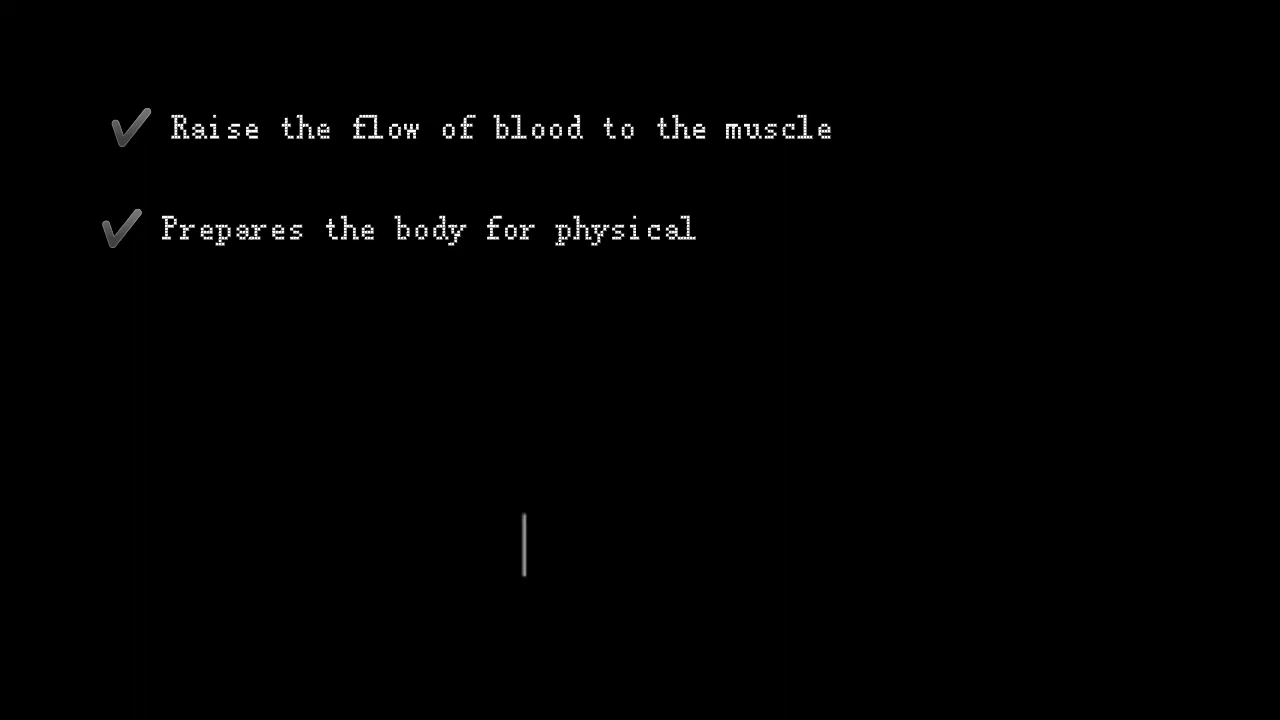 ✔ Raise the flow of blood to the muscle
✔ Prepares the body for physical